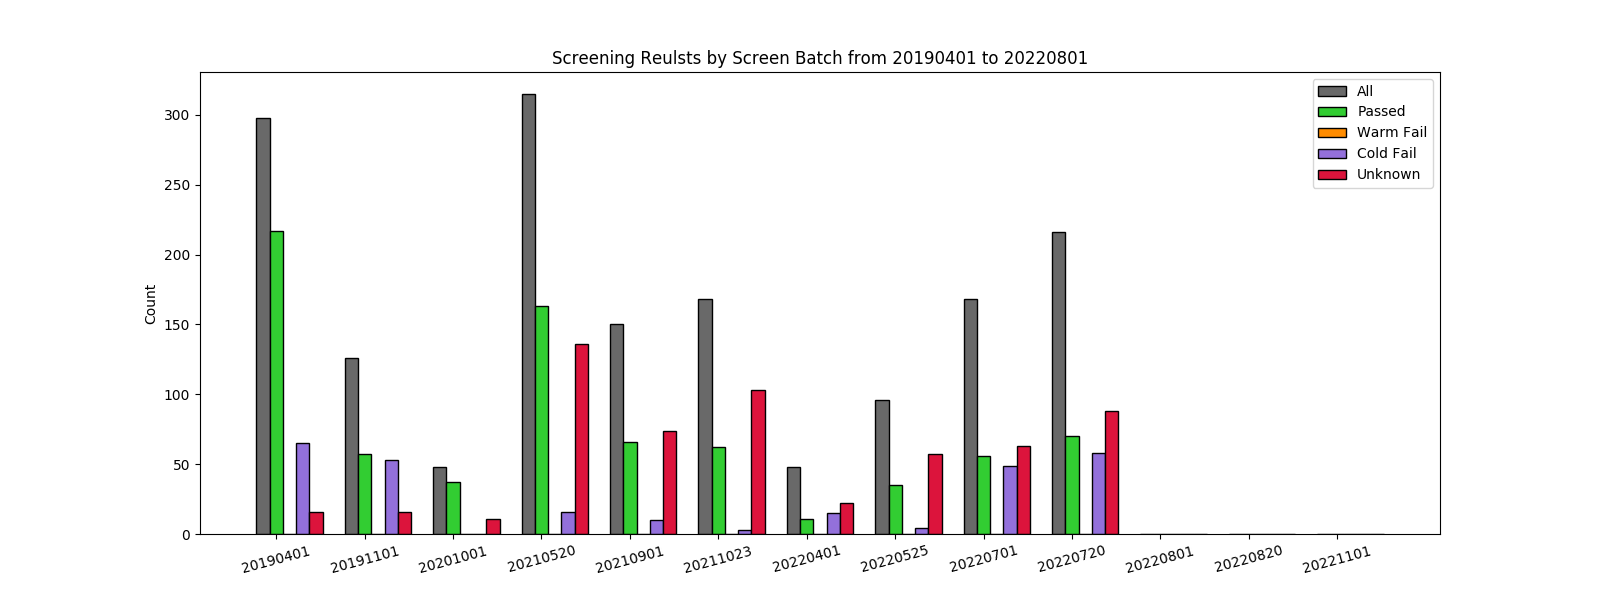 Screening Reulsts by Screen Batch from 20190401 to 20220801
All
Passed
Warm Fail
Cold Fail
Unknown
Count
300
250
200
150
100
50
0
20190401
20191101
20201001
20210520
20210901
20211023
20220401
20220525
20220701
20220720
20220801
20220820
20221101